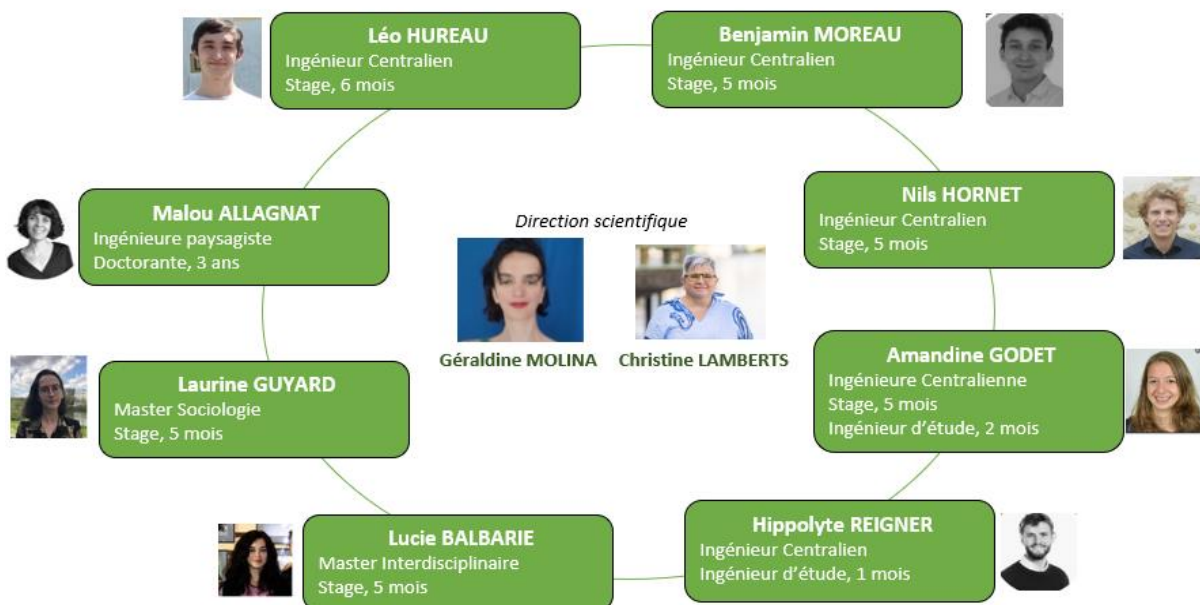 Léo HUREAU
Ingénieur Centralien
Stage, 6 mois
Benjamin MOREAU
Ingénieur Centralien
Stage, 5 mois
Malou ALLAGNAT
Ingénieure paysagiste
Doctorante, 3 ans
Direction scientifique
Géraldine MOLINA
Christine LAMBERTS
Nils HORNET
Ingénieur Centralien
Stage, 5 mois
Laurine GUYARD
Master Sociologie
Stage, 5 mois
Amandine GODET
Ingénieure Centralienne
Stage, 5 mois
Ingénieur d'étude, 2 mois
Lucie BALBARIE
Master Interdisciplinaire
Stage, 5 mois
Hippolyte REIGNER
Ingénieur Centralien
Ingénieur d'étude, 1 mois